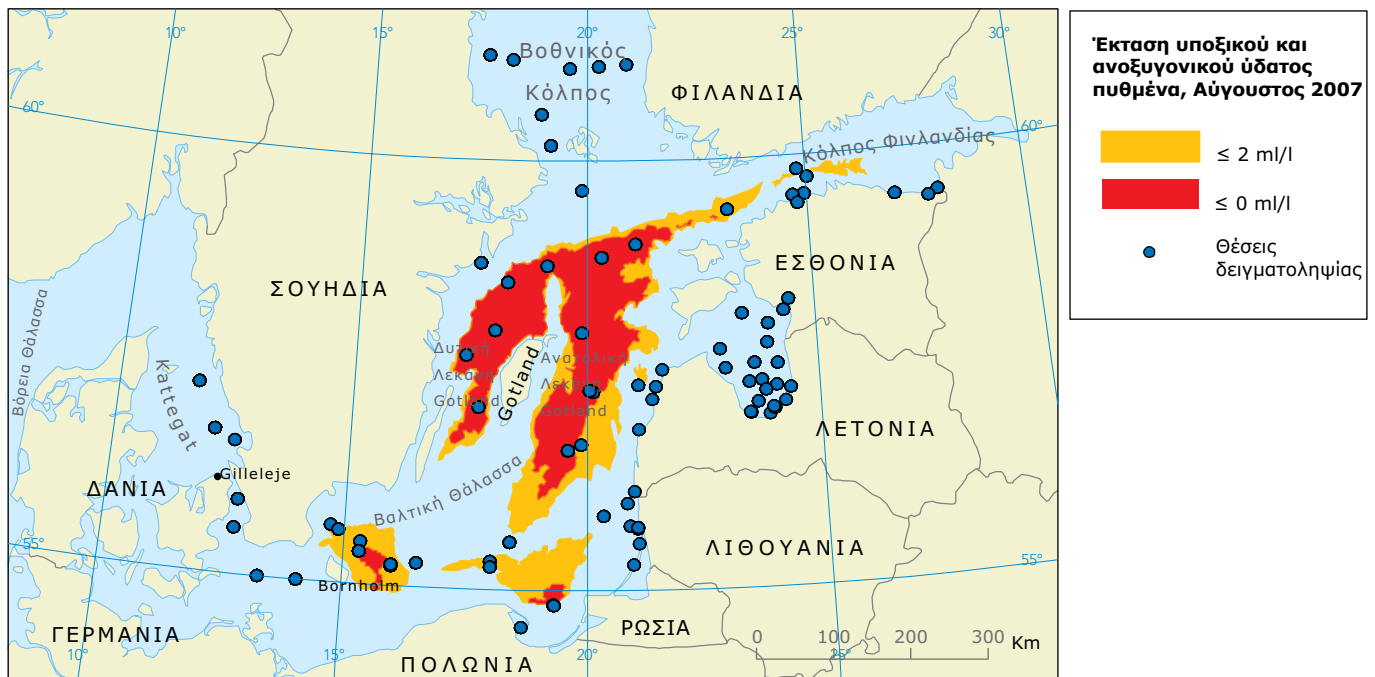 10°
15°
20°
25°
30°
Βοθνικός
Κόλπος
ΦΙΛΑΝΔΙΑ
60°
60°
Κόλπος Φινλανδίας
ΣΟΥΗΔΙΑ
ΕΣΘΟΝΙΑ
Βόρεια Θάλασσα
Kattegat
Δυτική
Λεκάνη
Gotland
Gotland
Ανατολική
Λεκάνη
Gotland
ΛΕΤΟΝΙΑ
Gilleleje
ΔΑΝΙΑ
Βαλτική Θάλασσα
ΛΙΘΟΥΑΝΙΑ
55°
55°
Bornholm
ΓΕΡΜΑΝΙΑ
ΡΩΣΙΑ
ΠΟΛΩΝΙΑ
10°
15°
20°
25°
0 100 200 300 Km
Έκταση υποξικού και
ανοξυγονικού ύδατος
πυθμένα, Αύγουστος 2007
≤ 2 ml/l
≤ 0 ml/l
Θέσεις
δειγματοληψίας